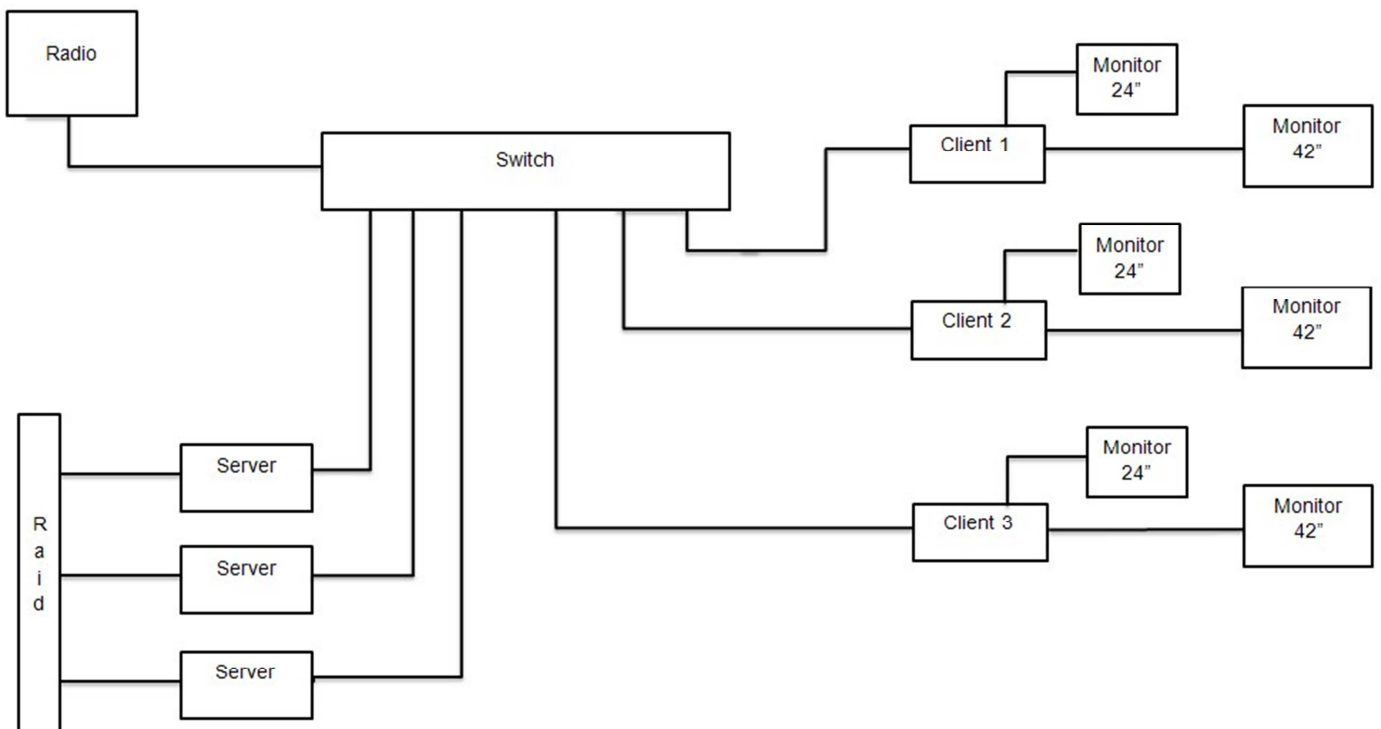 Radio
Switch
Monitor
24”
Client 1
Monitor
42”
Monitor
24”
Client 2
Monitor
42”
Monitor
24”
Client 3
Monitor
42”
R
a
i
d
Server
Server
Server